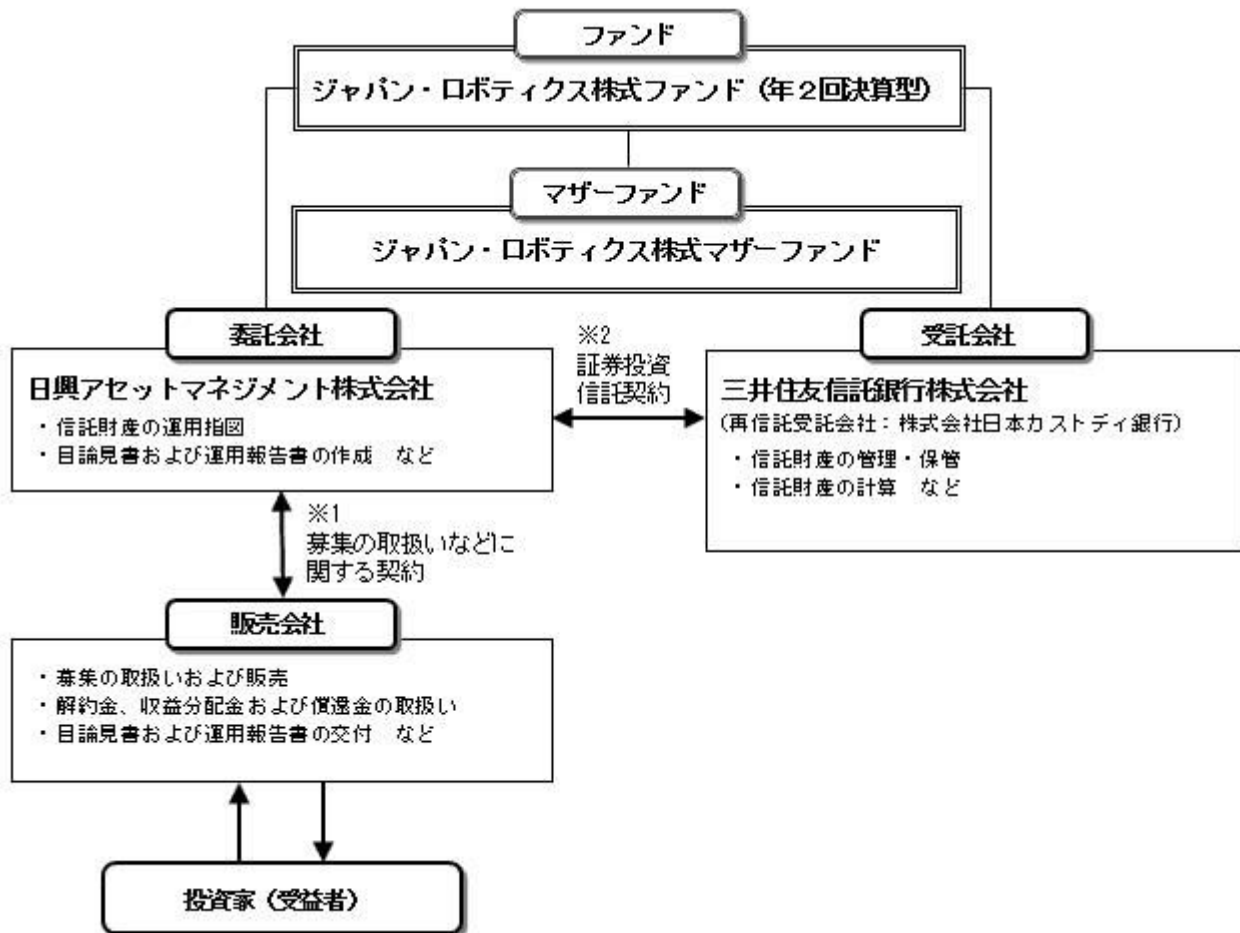 ファンド
ジャパン・ロボティクス株式ファンド（年２回決算型）
マザーファンド
ジャパン・ロボティクス株式マザーファンド
委託会社
日興アセットマネジメント株式会社
・信託財産の運用指図
・目論見書および運用報告書の作成　など
※2
証券投資
信託契約
受託会社
三井住友信託銀行株式会社
（再信託受託会社：株式会社日本カストディ銀行）
・信託財産の管理・保管
・信託財産の計算　など
※1
募集の取扱いなどに
関する契約
販売会社
・募集の取扱いおよび販売
・解約金、収益分配金および償還金の取扱い
・目論見書および運用報告書の交付　など
投資家（受益者）